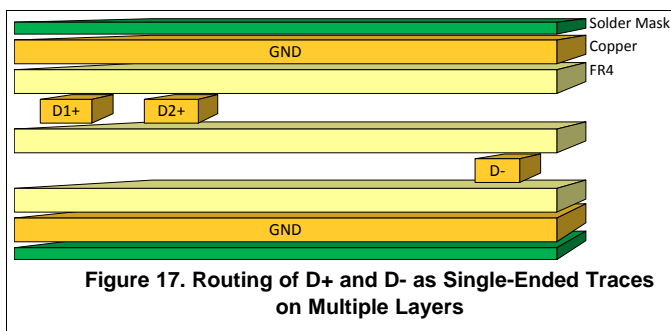 Solder Mask
GND
Copper
FR4
D1+
D2+
D-
GND
Figure 17. Routing of D+ and D- as Single-Ended Traces
on Multiple Layers